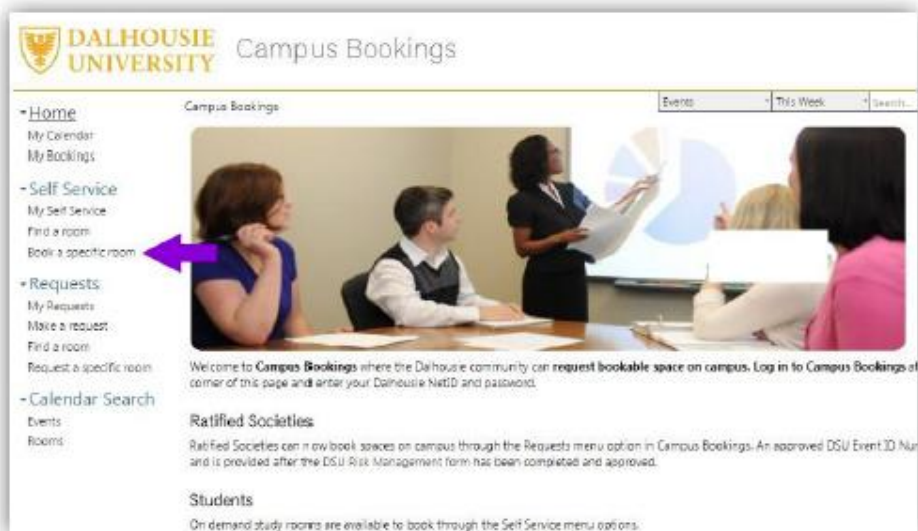 DALHOUSIE
UNIVERSITY
Campus Bookings
Home
My Calendar
My Bookings
Self Service
My Self Service
Find a room
Book a specific room
Requests
My Requests
Make a request
Find a room
Request a specific room
Calendar Search
Events
Rooms
Campus Bookings
Events
This Week
Search...
Welcome to Campus Bookings where the Dalhousie community can request bookable space on campus. Log in to Campus Bookings at
corner of this page and enter your Dalhousie NetID and password.
Ratified Societies
Ratified Societies can now book spaces on campus through the Requests menu option in Campus Bookings. An approved DSU Event ID Nu
and is provided after the DSU Risk Management form has been completed and approved.
Students
On demand study rooms are available to book through the Self Service menu options.